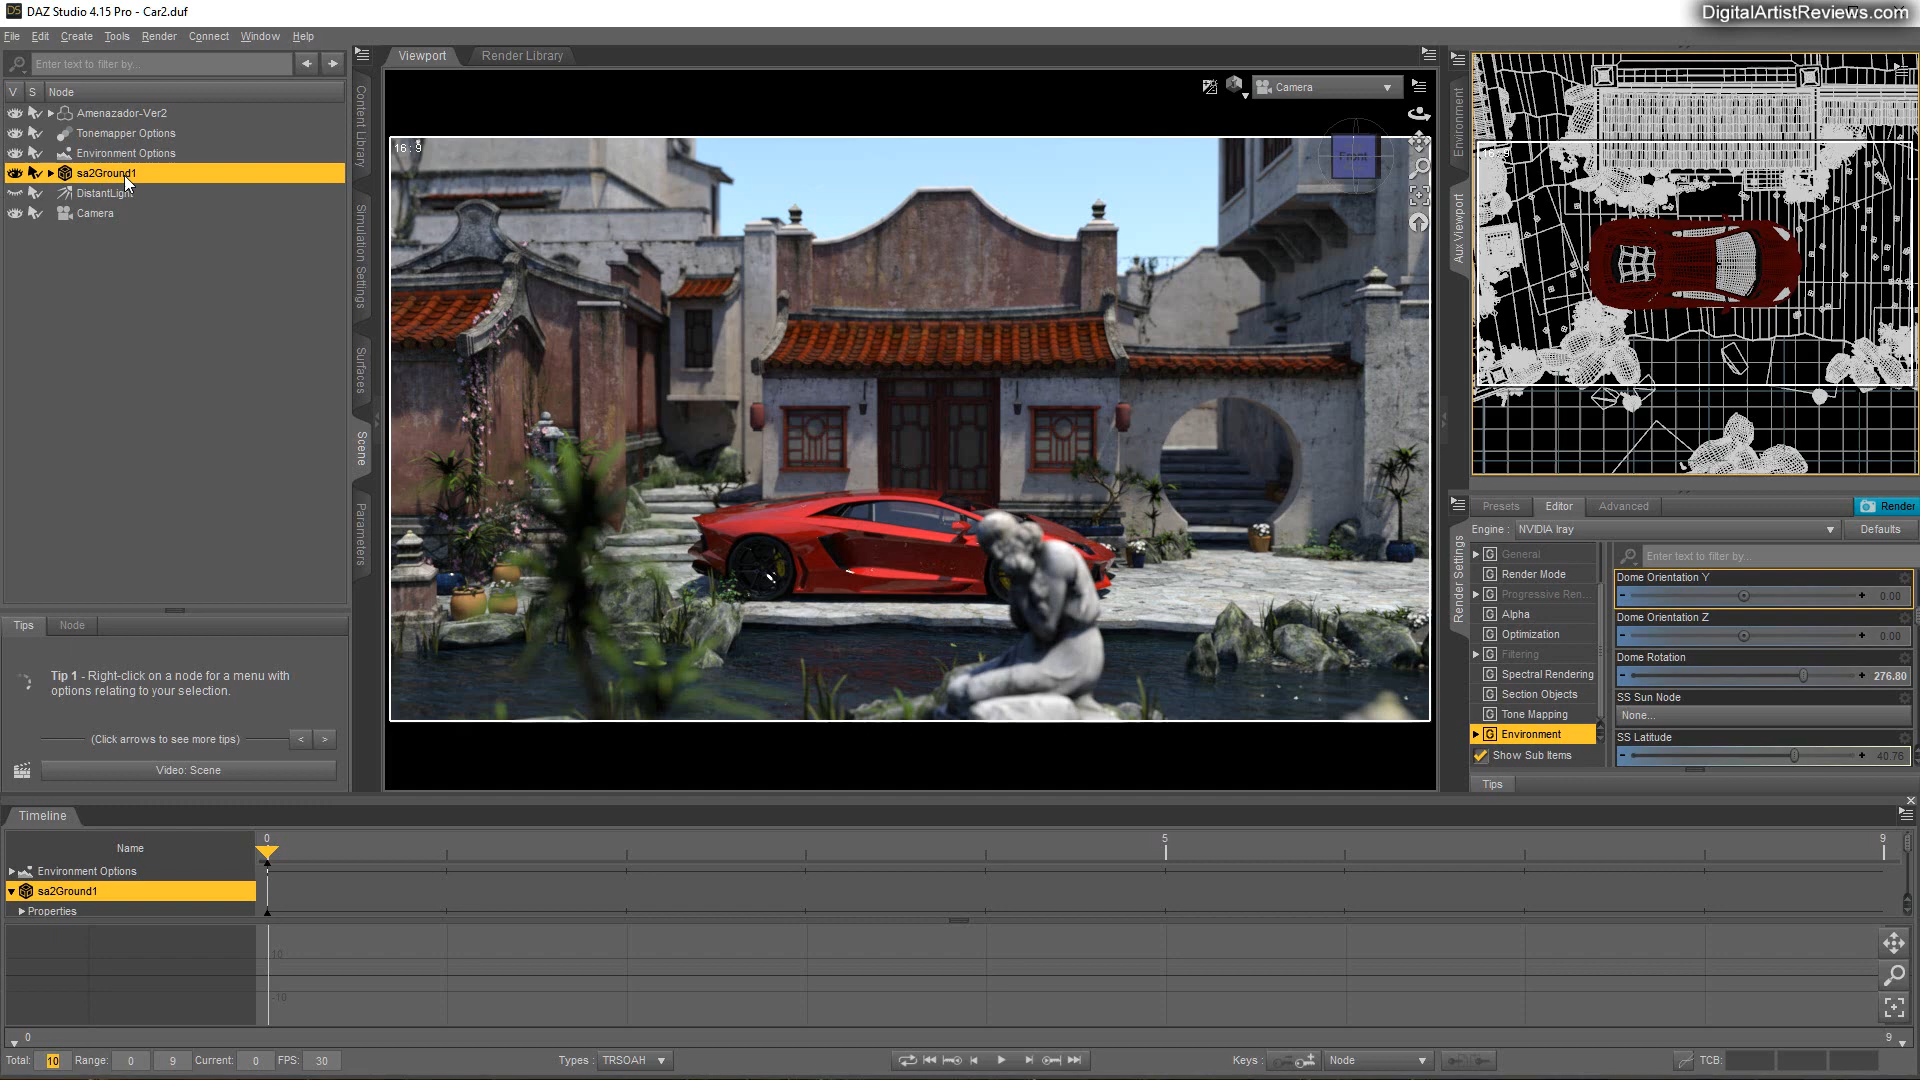 DAZ Studio 4.15 Pro - Car2.duf
DigitalArtistReviews.com
File Edit Create Tools Render Connect Window Help
Enter text to filter by...
V S Node
Amenazador-Ver2
Tonemapper Options
Environment Options
sa2Ground1
DistantLight
Camera
Tips Node
Tip 1 - Right-click on a node for a menu with
options relating to your selection.
(Click arrows to see more tips) < >
Video: Scene
Content Library
Simulation Settings
Surfaces
Scene
Parameters
Viewport Render Library
Camera
16 : 9
Front
Environment
Aux Viewport
Presets Editor Advanced Render
Engine : NVIDIA Iray Defaults
Render Settings
General
Render Mode
Progressive Ren...
Alpha
Optimization
Filtering
Spectral Rendering
Section Objects
Tone Mapping
Environment
Show Sub Items
Enter text to filter by...
Dome Orientation Y
0.00
Dome Orientation Z
0.00
Dome Rotation
276.80
SS Sun Node
None...
SS Latitude
40.76
Tips
Timeline
Name
0 5 9
Environment Options
sa2Ground1
Properties
10
-10
0 9
Total: 10 Range: 0 9 Current: 0 FPS: 30 Types : TRSOAH Keys : Node TCB: